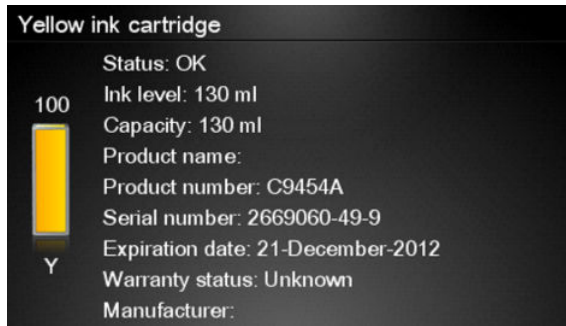 Yellow ink cartridge
Status: OK
100
Ink level: 130 ml
Capacity: 130 ml
Product name:
Product number: C9454A
Serial number: 2669060-49-9
Expiration date: 21-December-2012
Y
Warranty status: Unknown
Manufacturer: